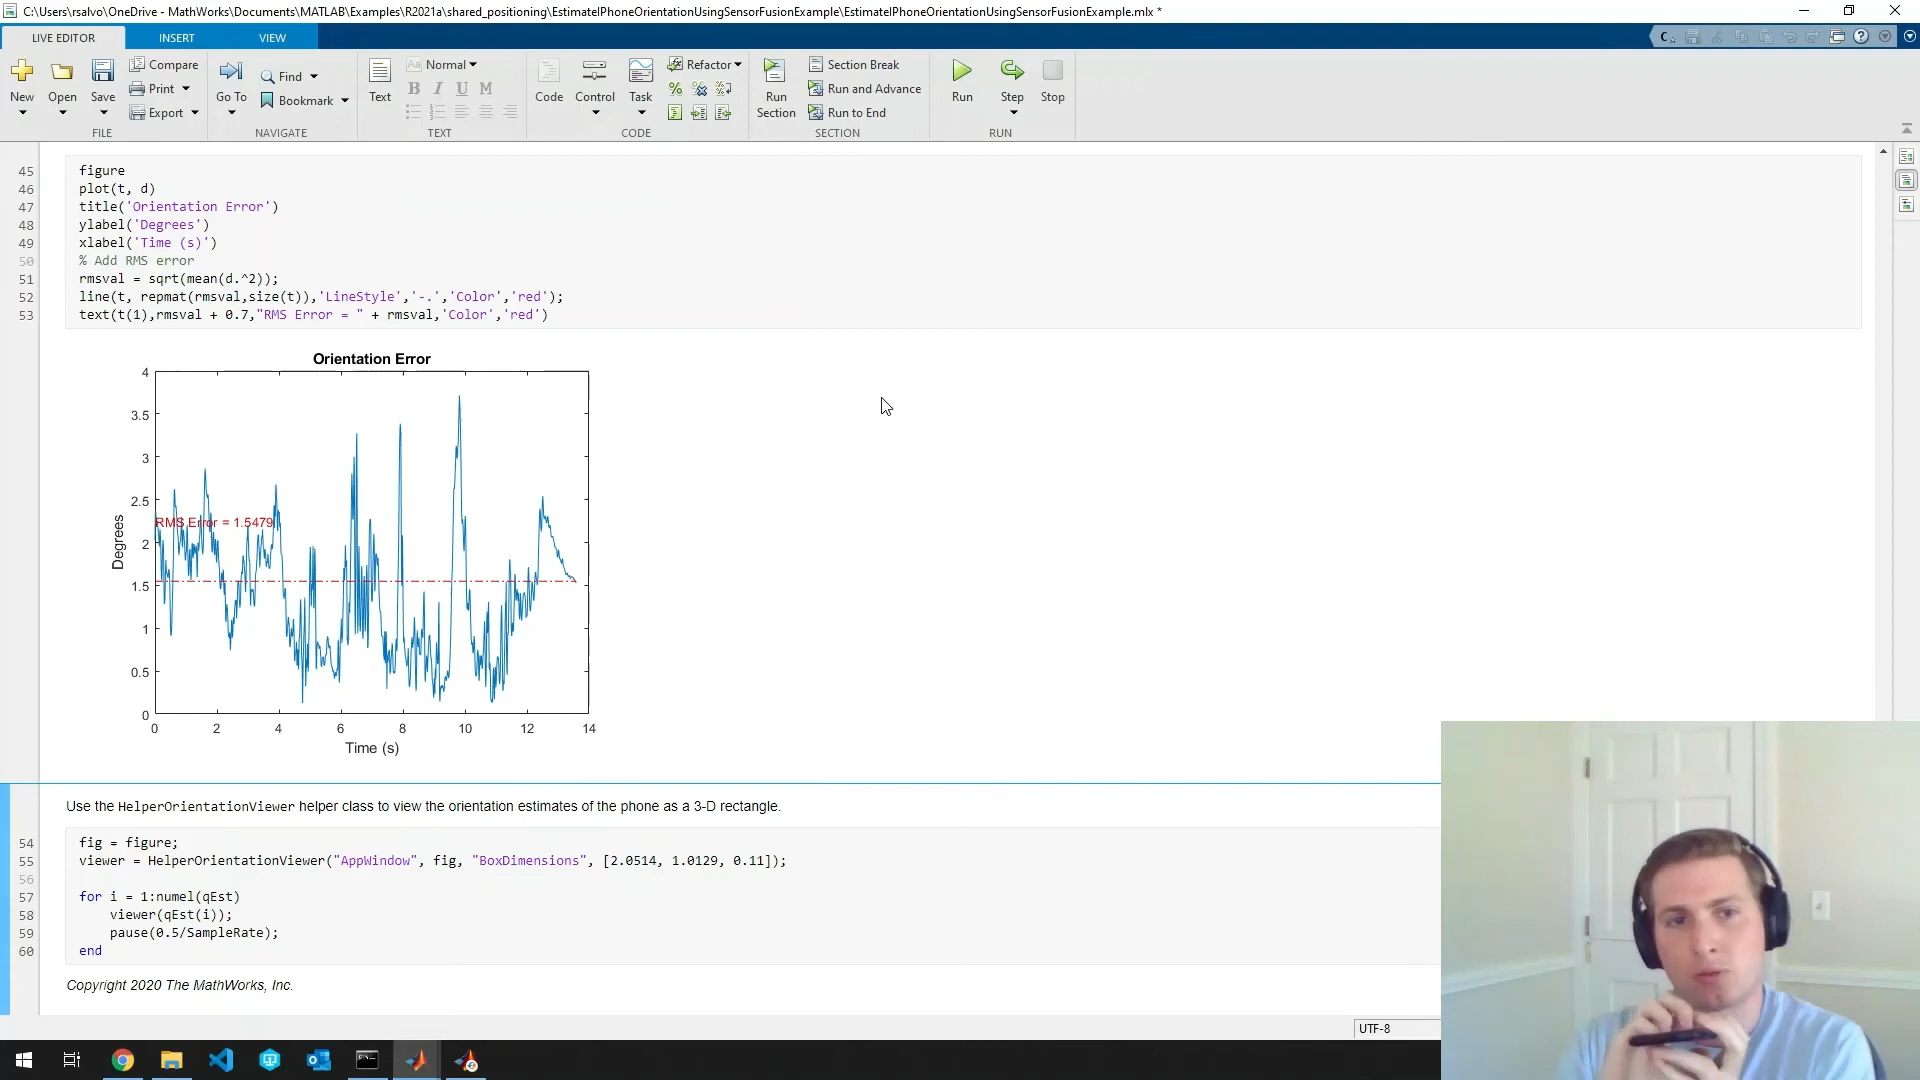 C:\Users\rsalvo\OneDrive - MathWorks\Documents\MATLAB\Examples\R2021a\shared_positioning\EstimateIPhoneOrientationUsingSensorFusionExample\EstimateIPhoneOrientationUsingSensorFusionExample.mlx *
LIVE EDITOR INSERT VIEW
New Open Save Compare Print Export
FILE
Go To Find Bookmark
NAVIGATE
Text Aa Normal
B I U M
TEXT
Code Control Task Refactor
CODE
Run Section Section Break
Run and Advance
Run to End
SECTION
Run Step Stop
RUN
45 figure
46 plot(t, d)
47 title('Orientation Error')
48 ylabel('Degrees')
49 xlabel('Time (s)')
50 % Add RMS error
51 rmsval = sqrt(mean(d.^2));
52 line(t, repmat(rmsval,size(t)),'LineStyle','-.','Color','red');
53 text(t(1),rmsval + 0.7,"RMS Error = " + rmsval,'Color','red')
Orientation Error
4
3.5
3
2.5
RMS Error = 1.5479
2
Degrees
1.5
1
0.5
0
0 2 4 6 8 10 12 14
Time (s)
Use the HelperOrientationViewer helper class to view the orientation estimates of the phone as a 3-D rectangle.
54 fig = figure;
55 viewer = HelperOrientationViewer("AppWindow", fig, "BoxDimensions", [2.0514, 1.0129, 0.11]);
56
57 for i = 1:numel(qEst)
58 viewer(qEst(i));
59 pause(0.5/SampleRate);
60 end
Copyright 2020 The MathWorks, Inc.
UTF-8